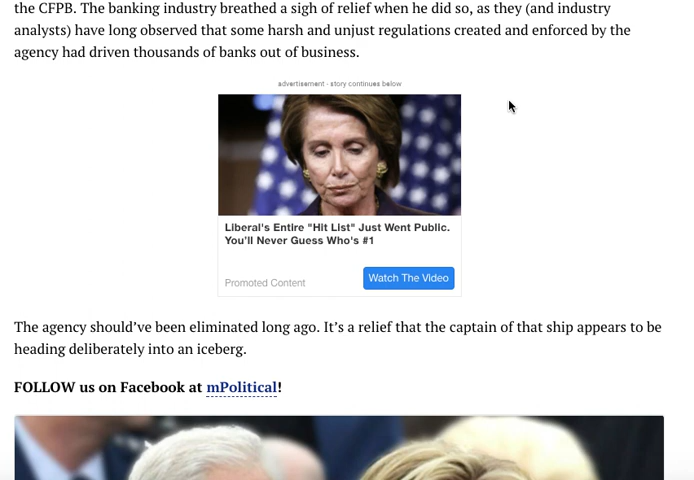 the CFPB. The banking industry breathed a sigh of relief when he did so, as they (and industry
analysts) have long observed that some harsh and unjust regulations created and enforced by the
agency had driven thousands of banks out of business.
advertisement - story continues below
Liberal's Entire "Hit List" Just Went Public.
You'll Never Guess Who's #1
Promoted Content
Watch The Video
The agency should’ve been eliminated long ago. It’s a relief that the captain of that ship appears to be
heading deliberately into an iceberg.
FOLLOW us on Facebook at mPolitical!